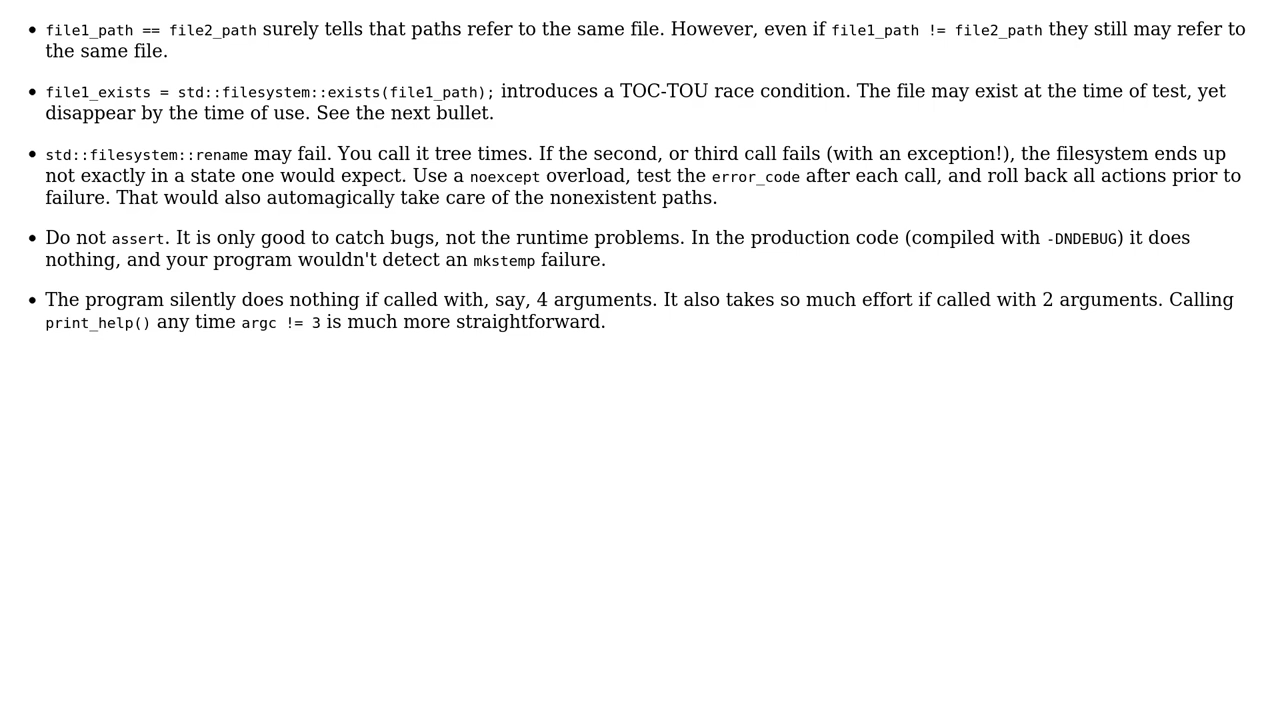 • file1_path == file2_path surely tells that paths refer to the same file. However, even if file1_path != file2_path they still may refer to
the same file.
• file1_exists = std::filesystem::exists(file1_path); introduces a TOC-TOU race condition. The file may exist at the time of test, yet
disappear by the time of use. See the next bullet.
• std::filesystem::rename may fail. You call it tree times. If the second, or third call fails (with an exception!), the filesystem ends up
not exactly in a state one would expect. Use a noexcept overload, test the error_code after each call, and roll back all actions prior to
failure. That would also automagically take care of the nonexistent paths.
• Do not assert. It is only good to catch bugs, not the runtime problems. In the production code (compiled with -DNDEBUG) it does
nothing, and your program wouldn't detect an mkstemp failure.
• The program silently does nothing if called with, say, 4 arguments. It also takes so much effort if called with 2 arguments. Calling
print_help() any time argc != 3 is much more straightforward.